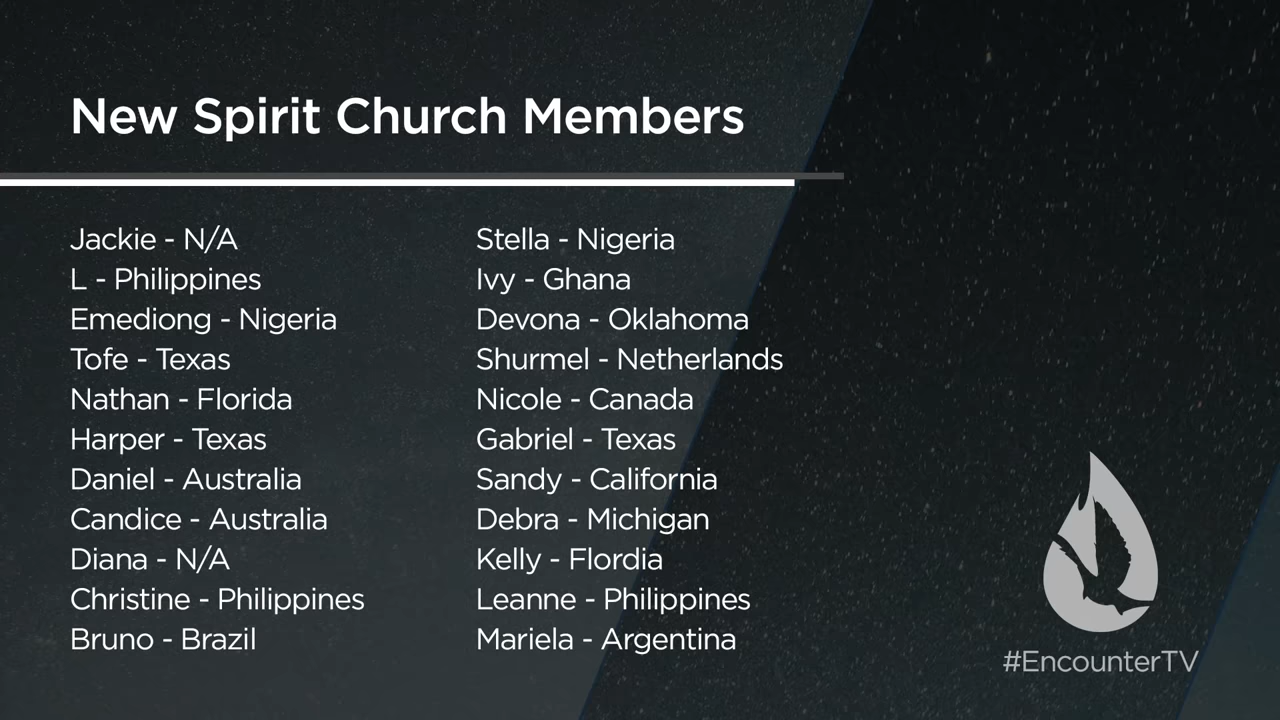 New Spirit Church Members
Jackie - N/A
L - Philippines
Emediong - Nigeria
Tofe - Texas
Nathan - Florida
Harper - Texas
Daniel - Australia
Candice - Australia
Diana - N/A
Christine - Philippines
Bruno - Brazil
Stella - Nigeria
Ivy - Ghana
Devona - Oklahoma
Shurmel - Netherlands
Nicole - Canada
Gabriel - Texas
Sandy - California
Debra - Michigan
Kelly - Flordia
Leanne - Philippines
Mariela - Argentina
#EncounterTV